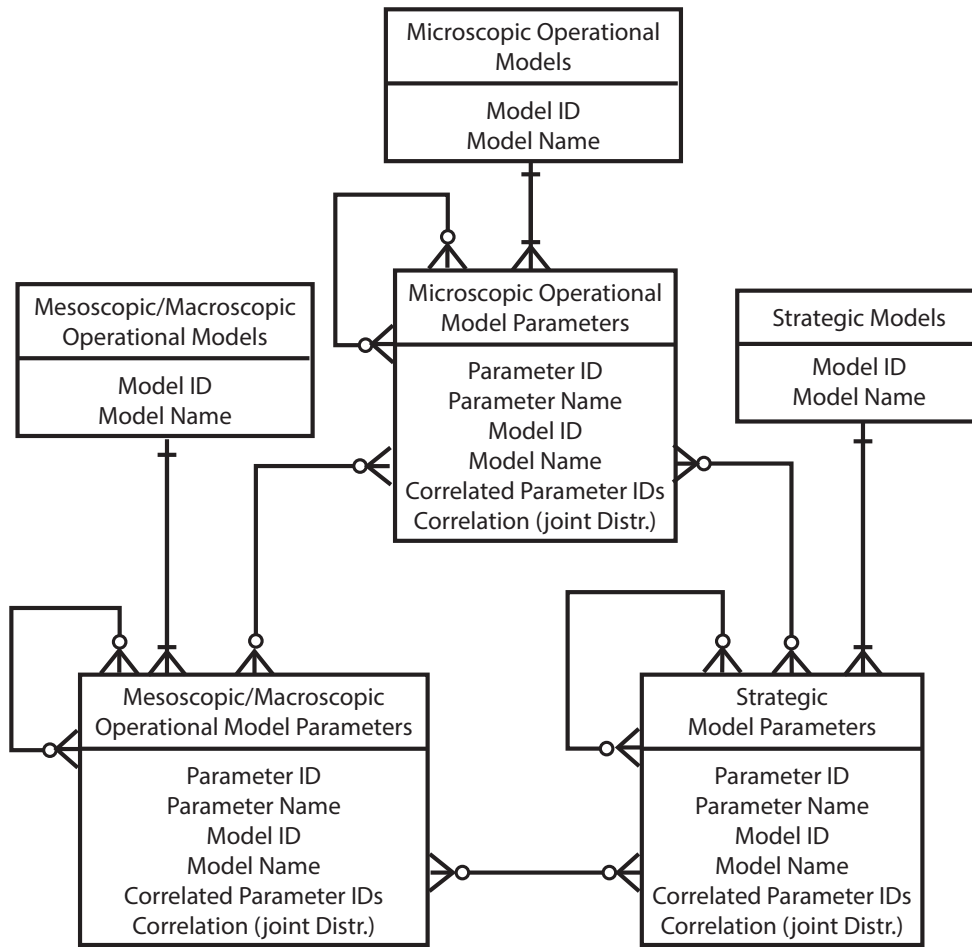 Microscopic Operational
Models
Model ID
Model Name
Mesoscopic/Macroscopic
Operational Models
Model ID
Model Name
Microscopic Operational
Model Parameters
Parameter ID
Parameter Name
Model ID
Model Name
Correlated Parameter IDs
Correlation (joint Distr.)
Strategic Models
Model ID
Model Name
Mesoscopic/Macroscopic
Operational Model Parameters
Parameter ID
Parameter Name
Model ID
Model Name
Correlated Parameter IDs
Correlation (joint Distr.)
Strategic
Model Parameters
Parameter ID
Parameter Name
Model ID
Model Name
Correlated Parameter IDs
Correlation (joint Distr.)